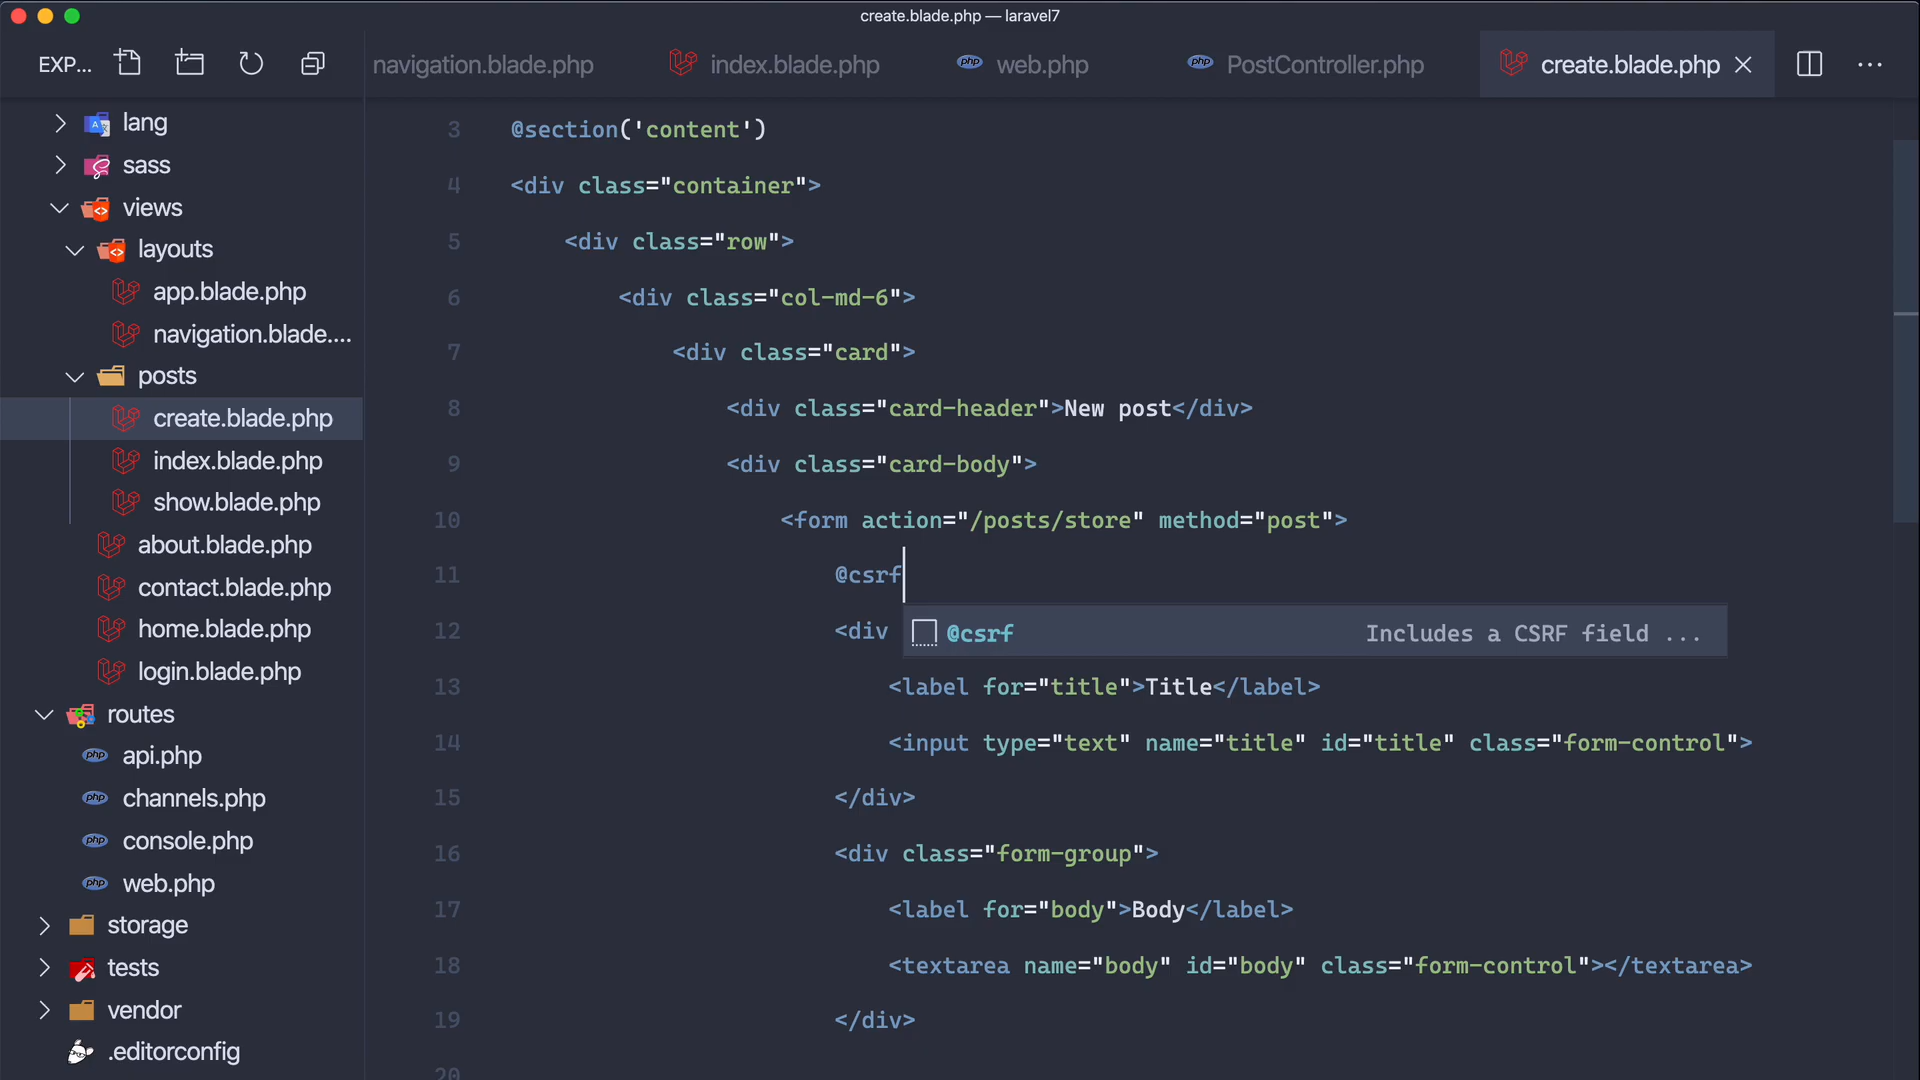 create.blade.php — laravel7
EXP...
navigation.blade.php
index.blade.php
php web.php
php PostController.php
create.blade.php
lang
sass
views
layouts
app.blade.php
navigation.blade....
posts
create.blade.php
index.blade.php
show.blade.php
about.blade.php
contact.blade.php
home.blade.php
login.blade.php
routes
php api.php
php channels.php
php console.php
php web.php
storage
tests
vendor
.editorconfig
3 @section('content')
4 <div class="container">
5 <div class="row">
6 <div class="col-md-6">
7 <div class="card">
8 <div class="card-header">New post</div>
9 <div class="card-body">
10 <form action="/posts/store" method="post">
11 @csrf
@csrf Includes a CSRF field ...
12 <div
13 <label for="title">Title</label>
14 <input type="text" name="title" id="title" class="form-control">
15 </div>
16 <div class="form-group">
17 <label for="body">Body</label>
18 <textarea name="body" id="body" class="form-control"></textarea>
19 </div>
20